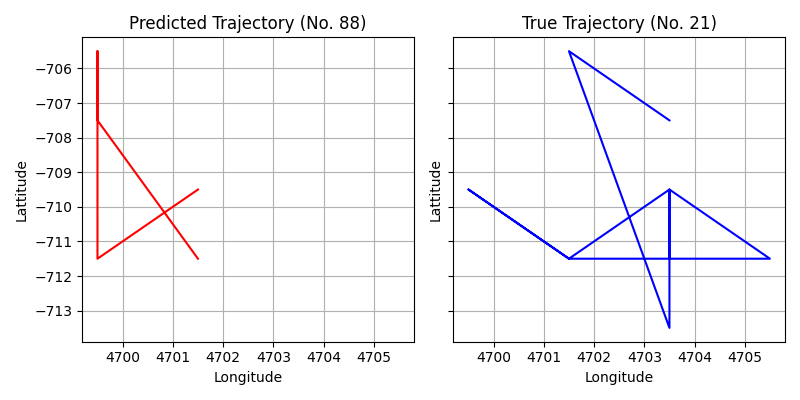 Predicted Trajectory (No. 88)
True Trajectory (No. 21)
Lattitude
−706
−707
−708
−709
−710
−711
−712
−713
4700 4701 4702 4703 4704 4705
Longitude
Lattitude
4700 4701 4702 4703 4704 4705
Longitude